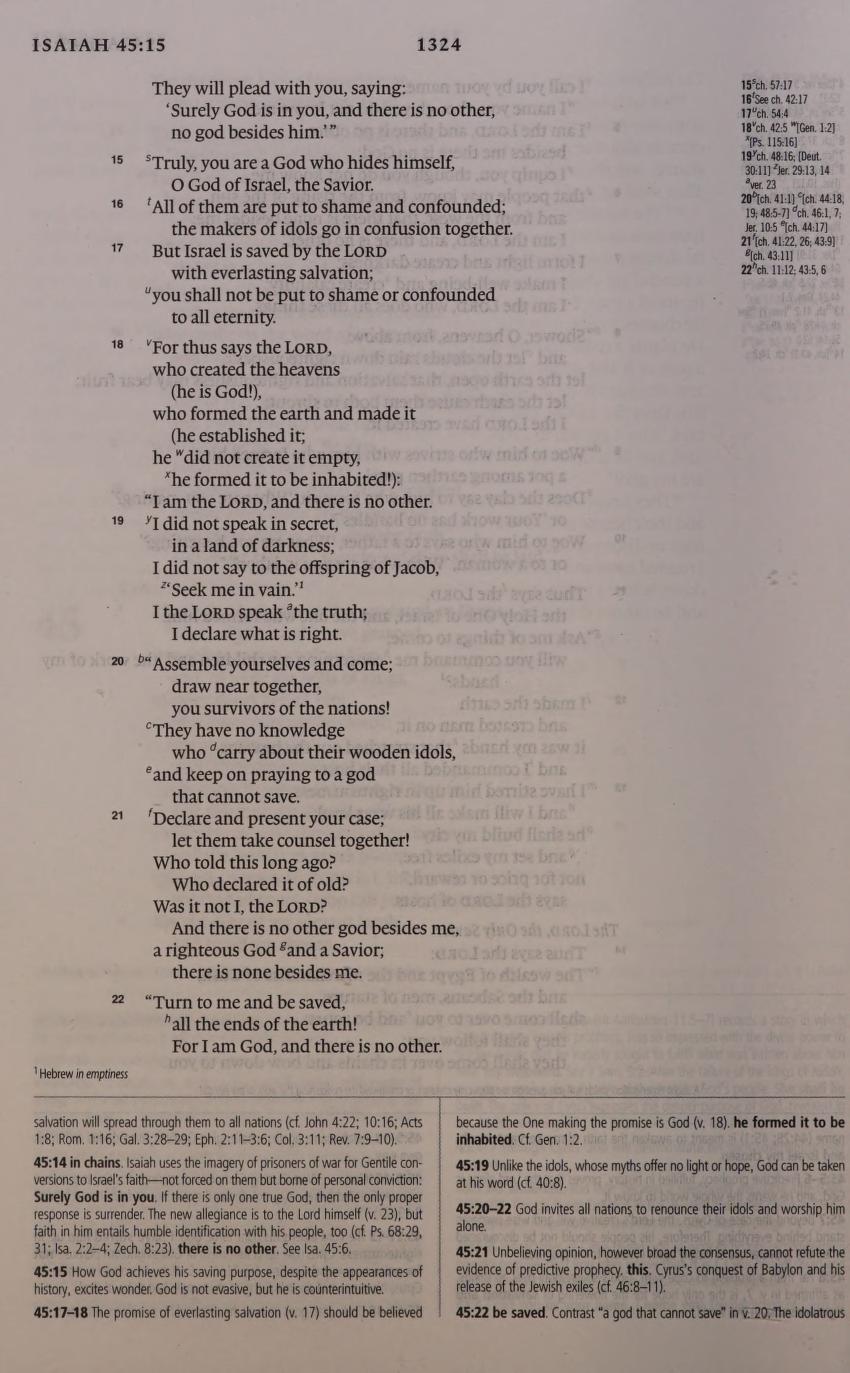 ISAIAH 45:15
1324
They will plead with you, saying:
‘Surely God is in you, and there is no other,
no god besides him.’”
15 sTruly, you are a God who hides himself,
O God of Israel, the Savior.
16 tAll of them are put to shame and confounded;
the makers of idols go in confusion together.
17 But Israel is saved by the LORD
with everlasting salvation;
uyou shall not be put to shame or confounded
to all eternity.
18 vFor thus says the LORD,
who created the heavens
(he is God!),
who formed the earth and made it
(he established it;
he wdid not create it empty,
xhe formed it to be inhabited!):
“I am the LORD, and there is no other.
19 yI did not speak in secret,
in a land of darkness;
I did not say to the offspring of Jacob,
z‘Seek me in vain.’1
I the LORD speak athe truth;
I declare what is right.
20 b“Assemble yourselves and come;
draw near together,
you survivors of the nations!
cThey have no knowledge
who dcarry about their wooden idols,
eand keep on praying to a god
that cannot save.
21 fDeclare and present your case;
let them take counsel together!
Who told this long ago?
Who declared it of old?
Was it not I, the LORD?
And there is no other god besides me,
a righteous God gand a Savior;
there is none besides me.
22 “Turn to me and be saved,
hall the ends of the earth!
For I am God, and there is no other.
1 Hebrew in emptiness
15 sch. 57:17
16 tSee ch. 42:17
17 uch. 54:4
18 vch. 42:5 w[Gen. 1:2]
x[Ps. 115:16]
19 ych. 48:16; [Deut.
30:11] zJer. 29:13, 14
aver. 23
20 b[ch. 41:1] c[ch. 44:18,
19; 48:5-7] dch. 46:1, 7;
Jer. 10:5 e[ch. 44:17]
21 f[ch. 41:22, 26; 43:9]
g[ch. 43:11]
22 hch. 11:12; 43:5, 6
salvation will spread through them to all nations (cf. John 4:22; 10:16; Acts
1:8; Rom. 1:16; Gal. 3:28–29; Eph. 2:11–3:6; Col. 3:11; Rev. 7:9–10).
45:14 in chains. Isaiah uses the imagery of prisoners of war for Gentile con-
versions to Israel’s faith—not forced on them but borne of personal conviction:
Surely God is in you. If there is only one true God, then the only proper
response is surrender. The new allegiance is to the Lord himself (v. 23), but
faith in him entails humble identification with his people, too (cf. Ps. 68:29,
31; Isa. 2:2–4; Zech. 8:23). there is no other. See Isa. 45:6.
45:15 How God achieves his saving purpose, despite the appearances of
history, excites wonder. God is not evasive, but he is counterintuitive.
45:17–18 The promise of everlasting salvation (v. 17) should be believed
because the One making the promise is God (v. 18). he formed it to be
inhabited. Cf. Gen. 1:2.
45:19 Unlike the idols, whose myths offer no light or hope, God can be taken
at his word (cf. 40:8).
45:20–22 God invites all nations to renounce their idols and worship him
alone.
45:21 Unbelieving opinion, however broad the consensus, cannot refute the
evidence of predictive prophecy. this. Cyrus’s conquest of Babylon and his
release of the Jewish exiles (cf. 46:8–11).
45:22 be saved. Contrast “a god that cannot save” in v. 20. The idolatrous